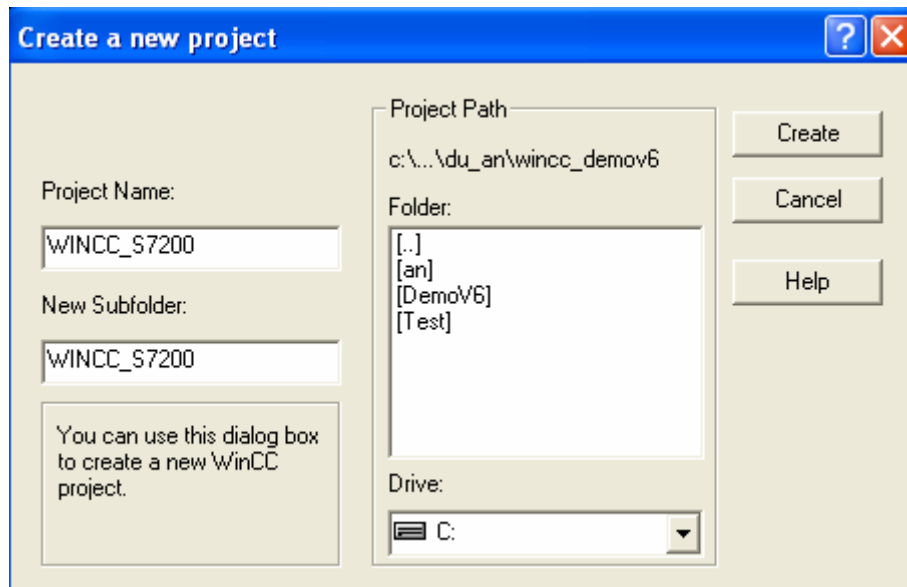 Create a new project
Project Name:
WINCC_S7200
New Subfolder:
WINCC_S7200
You can use this dialog box
to create a new WinCC
project.
Project Path
c:\...\du_an\wincc_demov6
Folder:
[..]
[an]
[DemoV6]
[Test]
Drive:
C:
Create
Cancel
Help